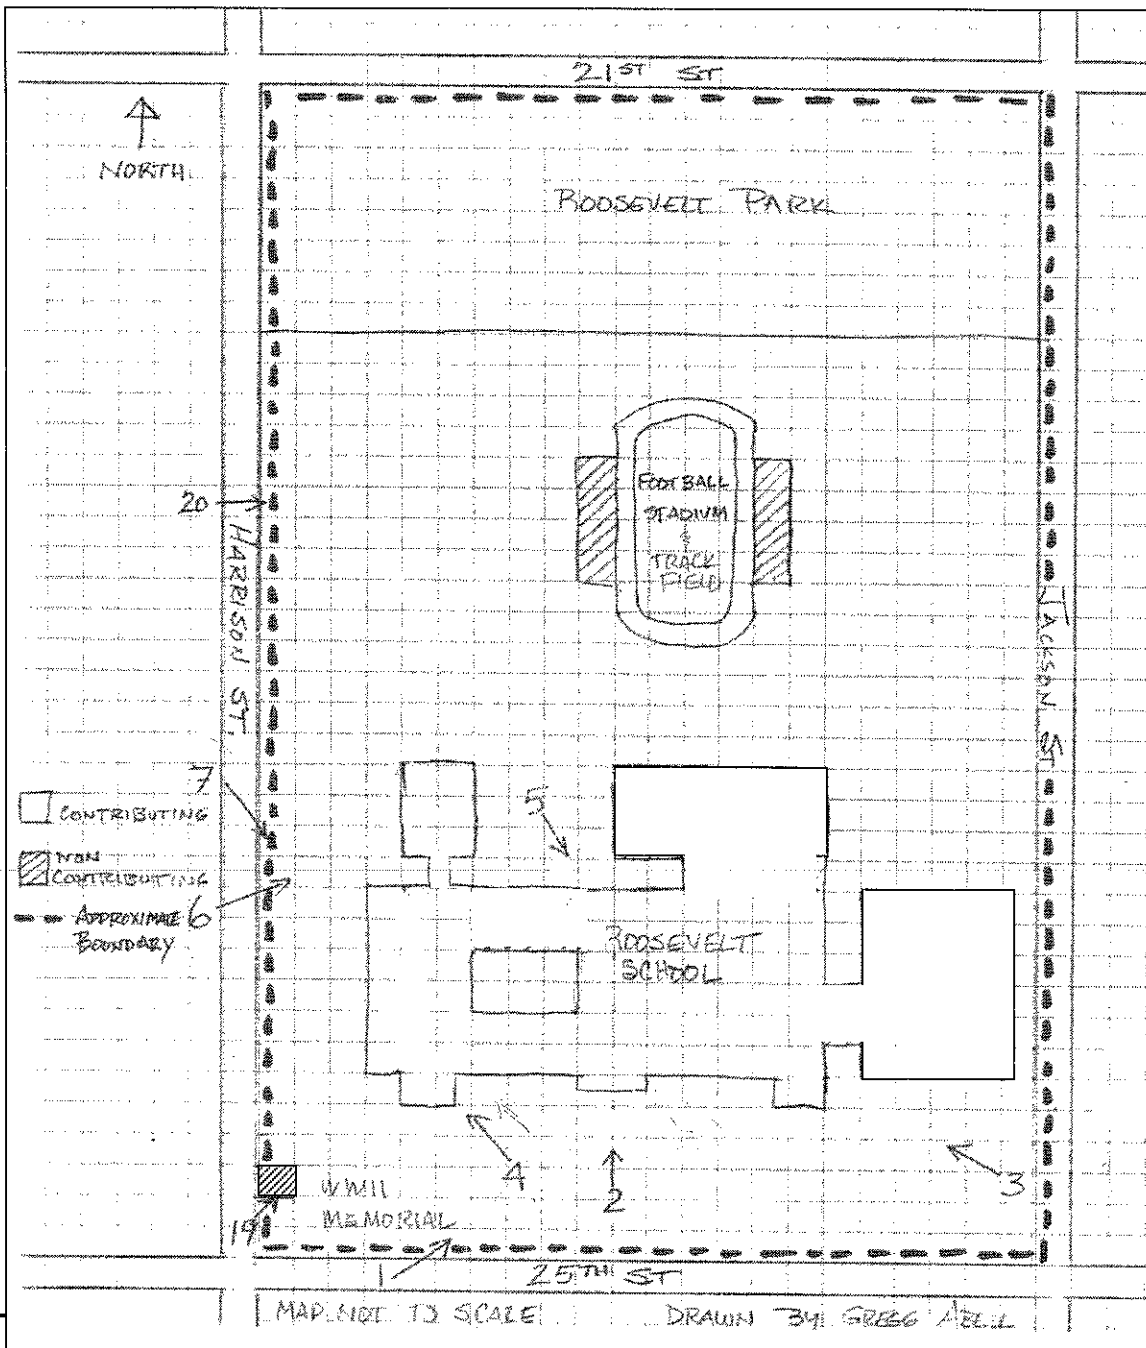 21ST ST
NORTH
ROOSEVELT PARK
FOOTBALL
STADIUM
&
TRACK
FIELD
20
HARRISON ST.
JACKSON ST
7
5
CONTRIBUTING
NON
CONTRIBUTING
APPROXIMATE
BOUNDARY
6
ROOSEVELT
SCHOOL
4
2
3
WWII
MEMORIAL
19
1
25TH ST
MAP NOT TO SCALE
DRAWN BY GREGG